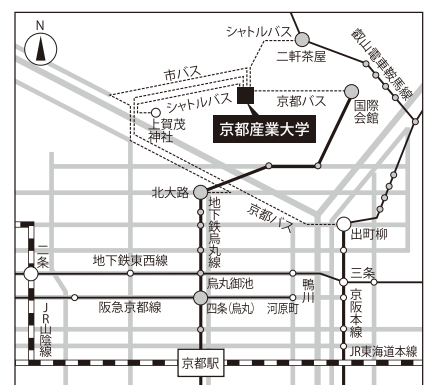 N
シャトルバス
二軒茶屋
叡山電車鞍馬線
市バス
シャトルバス
京都バス
国際
会館
上賀茂
神社
京都産業大学
北大路
地下鉄烏丸線
京都バス
出町柳
二条
地下鉄東西線
烏丸御池
鴨川
三条
阪急京都線
四条(烏丸)
河原町
京阪本線
JR山陰線
JR東海道本線
京都駅